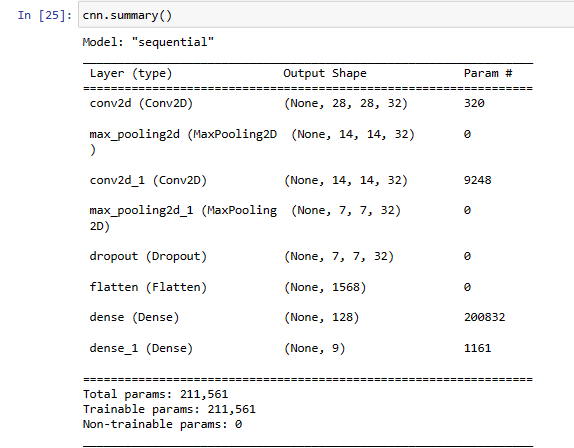 In [25]: cnn.summary()
Model: "sequential"
_________________________________________________________________
Layer (type) Output Shape Param #
=================================================================
conv2d (Conv2D) (None, 28, 28, 32) 320
max_pooling2d (MaxPooling2D (None, 14, 14, 32) 0
)
conv2d_1 (Conv2D) (None, 14, 14, 32) 9248
max_pooling2d_1 (MaxPooling (None, 7, 7, 32) 0
2D)
dropout (Dropout) (None, 7, 7, 32) 0
flatten (Flatten) (None, 1568) 0
dense (Dense) (None, 128) 200832
dense_1 (Dense) (None, 9) 1161
=================================================================
Total params: 211,561
Trainable params: 211,561
Non-trainable params: 0
_________________________________________________________________